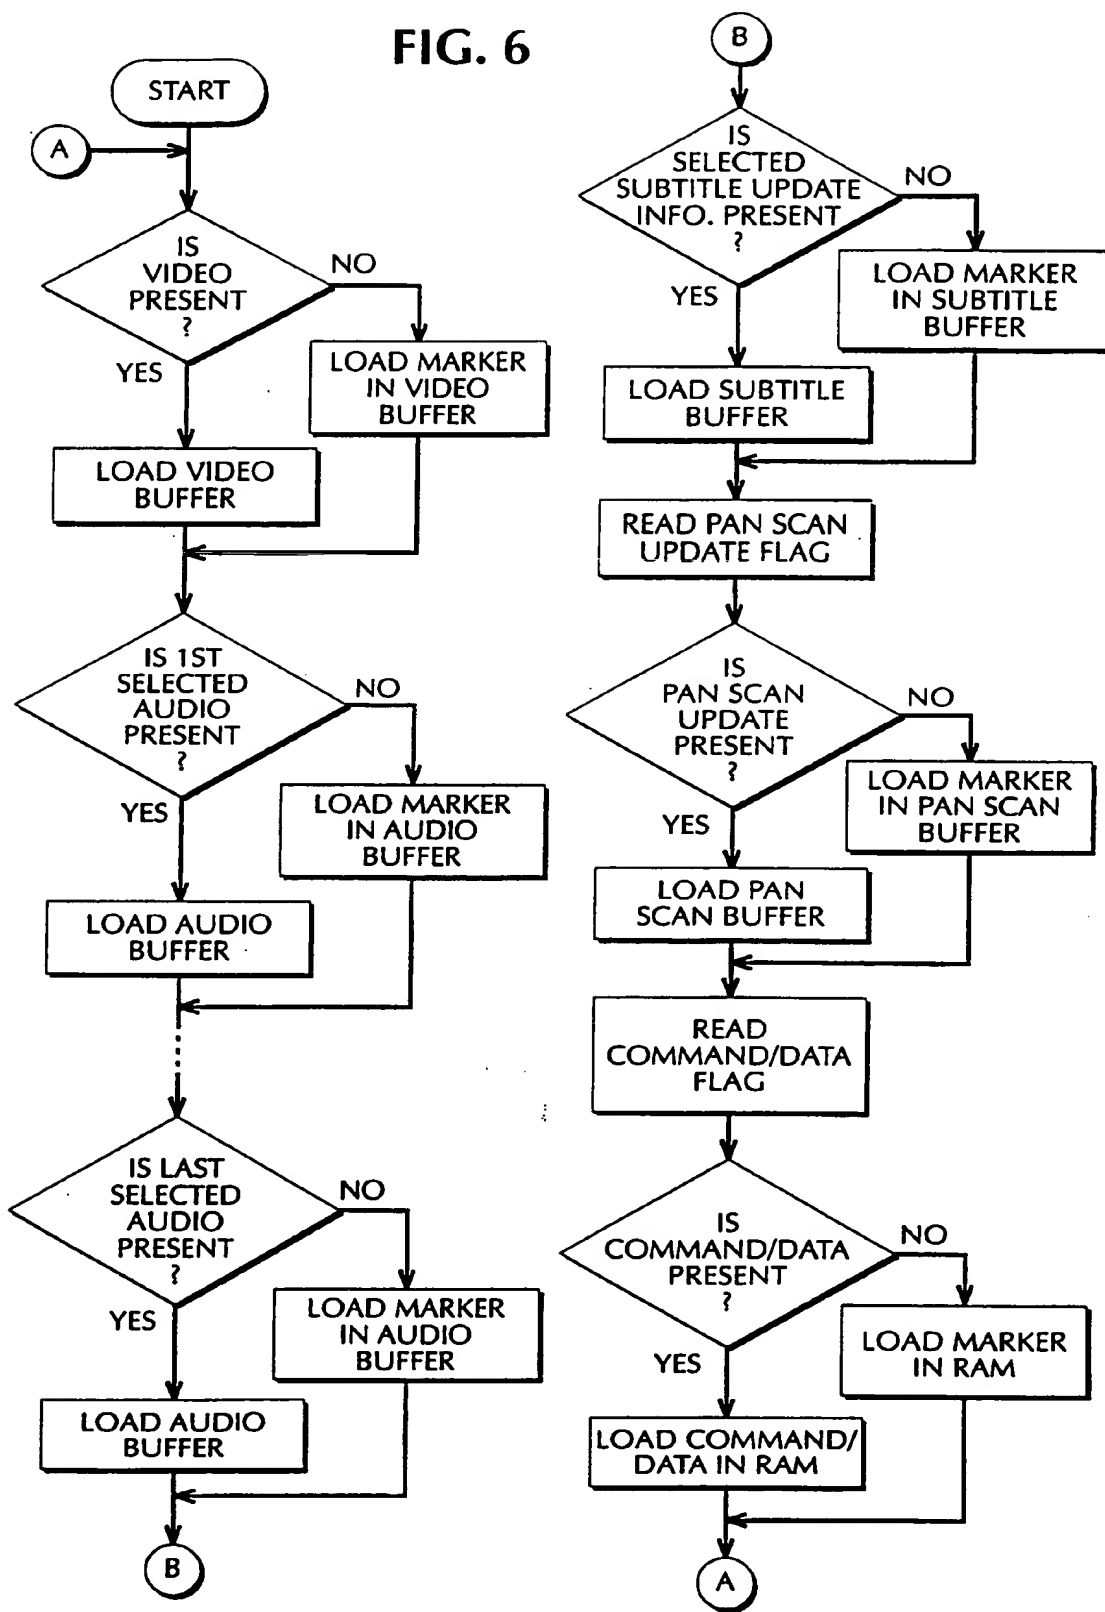 FIG. 6
START
A
IS
VIDEO
PRESENT
?
NO
YES
LOAD MARKER
IN VIDEO
BUFFER
LOAD VIDEO
BUFFER
IS 1ST
SELECTED
AUDIO
PRESENT
?
NO
YES
LOAD MARKER
IN AUDIO
BUFFER
LOAD AUDIO
BUFFER
IS LAST
SELECTED
AUDIO
PRESENT
?
NO
YES
LOAD MARKER
IN AUDIO
BUFFER
LOAD AUDIO
BUFFER
B
B
IS
SELECTED
SUBTITLE UPDATE
INFO. PRESENT
?
NO
YES
LOAD MARKER
IN SUBTITLE
BUFFER
LOAD SUBTITLE
BUFFER
READ PAN SCAN
UPDATE FLAG
IS
PAN SCAN
UPDATE
PRESENT
?
NO
YES
LOAD MARKER
IN PAN SCAN
BUFFER
LOAD PAN
SCAN BUFFER
READ
COMMAND/DATA
FLAG
IS
COMMAND/DATA
PRESENT
?
NO
YES
LOAD MARKER
IN RAM
LOAD COMMAND/
DATA IN RAM
A